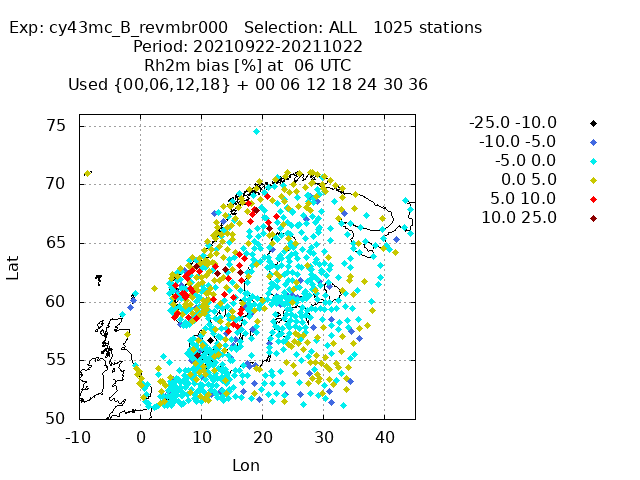 Exp: cy43mc_B_revmbr000   Selection: ALL   1025 stations
Period: 20210922-20211022
Rh2m bias [%] at  06 UTC
Used {00,06,12,18} + 00 06 12 18 24 30 36
-25.0 -10.0
-10.0 -5.0
-5.0 0.0
0.0 5.0
5.0 10.0
10.0 25.0
75
70
65
60
55
50
Lat
-10 0 10 20 30 40
Lon